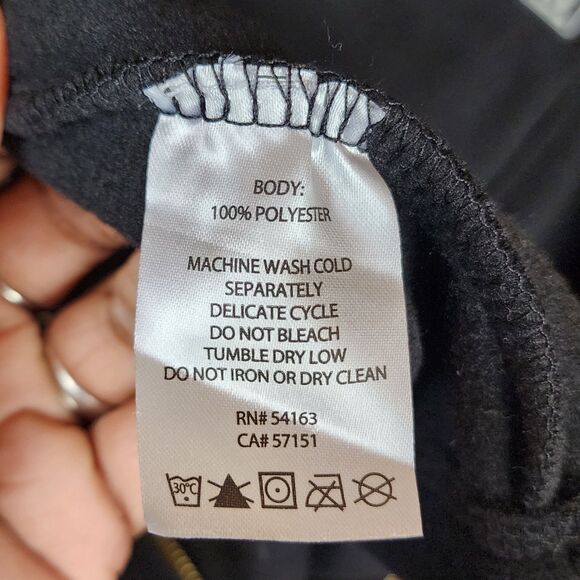 BODY:
100% POLYESTER
MACHINE WASH COLD
SEPARATELY
DELICATE CYCLE
DO NOT BLEACH
TUMBLE DRY LOW
DO NOT IRON OR DRY CLEAN
RN# 54163
CA# 57151
30°C